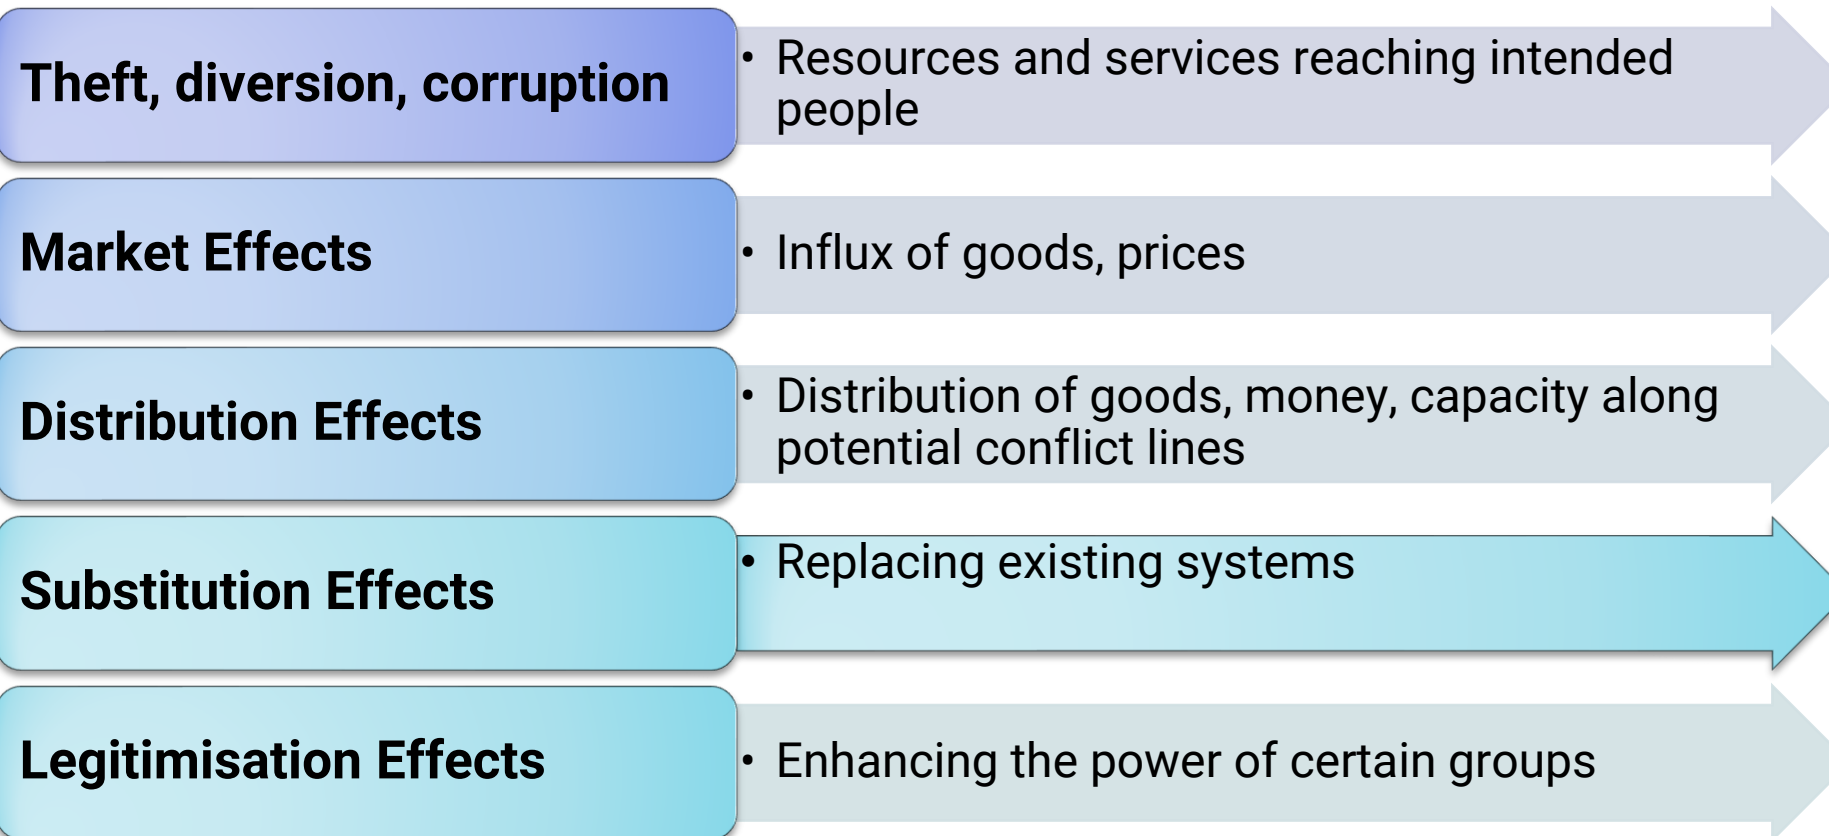 Theft, diversion, corruption
• Resources and services reaching intended
people
Market Effects
• Influx of goods, prices
Distribution Effects
• Distribution of goods, money, capacity along
potential conflict lines
Substitution Effects
• Replacing existing systems
Legitimisation Effects
• Enhancing the power of certain groups